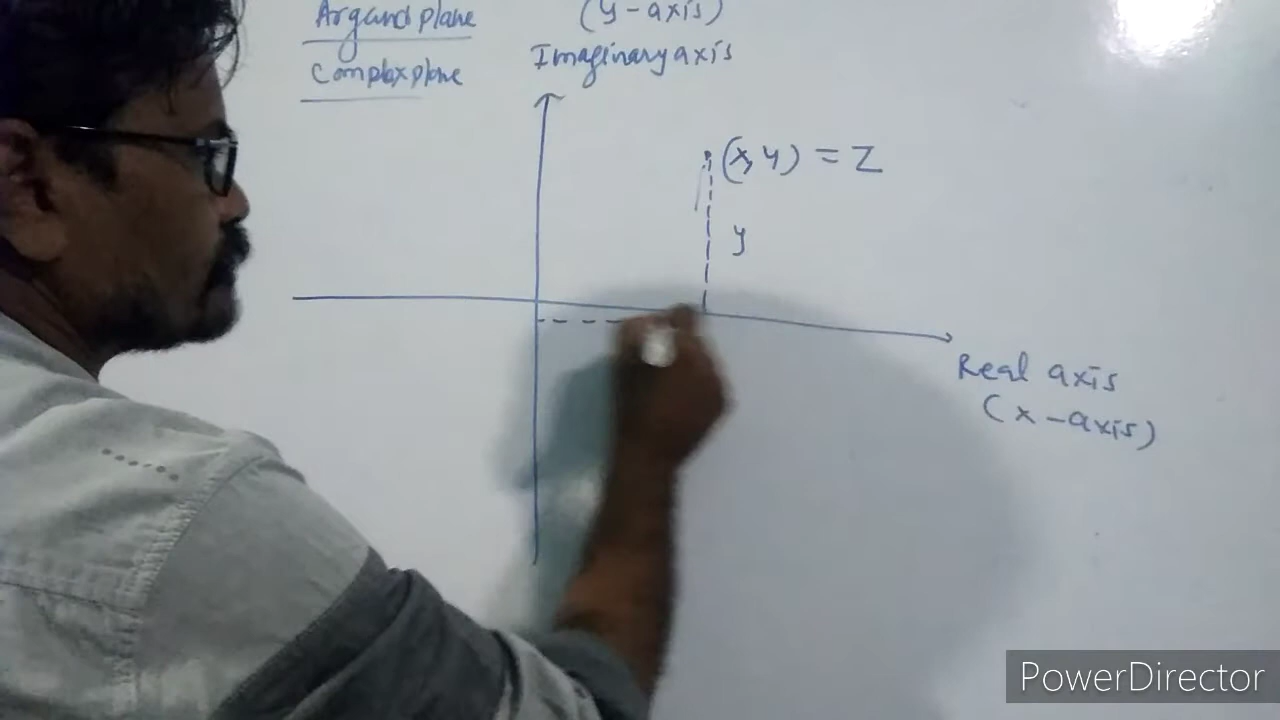 Argand plane
Complex plane
(y-axis)
Imaginary axis
(x, y) = Z
y
Real axis
(x-axis)
PowerDirector